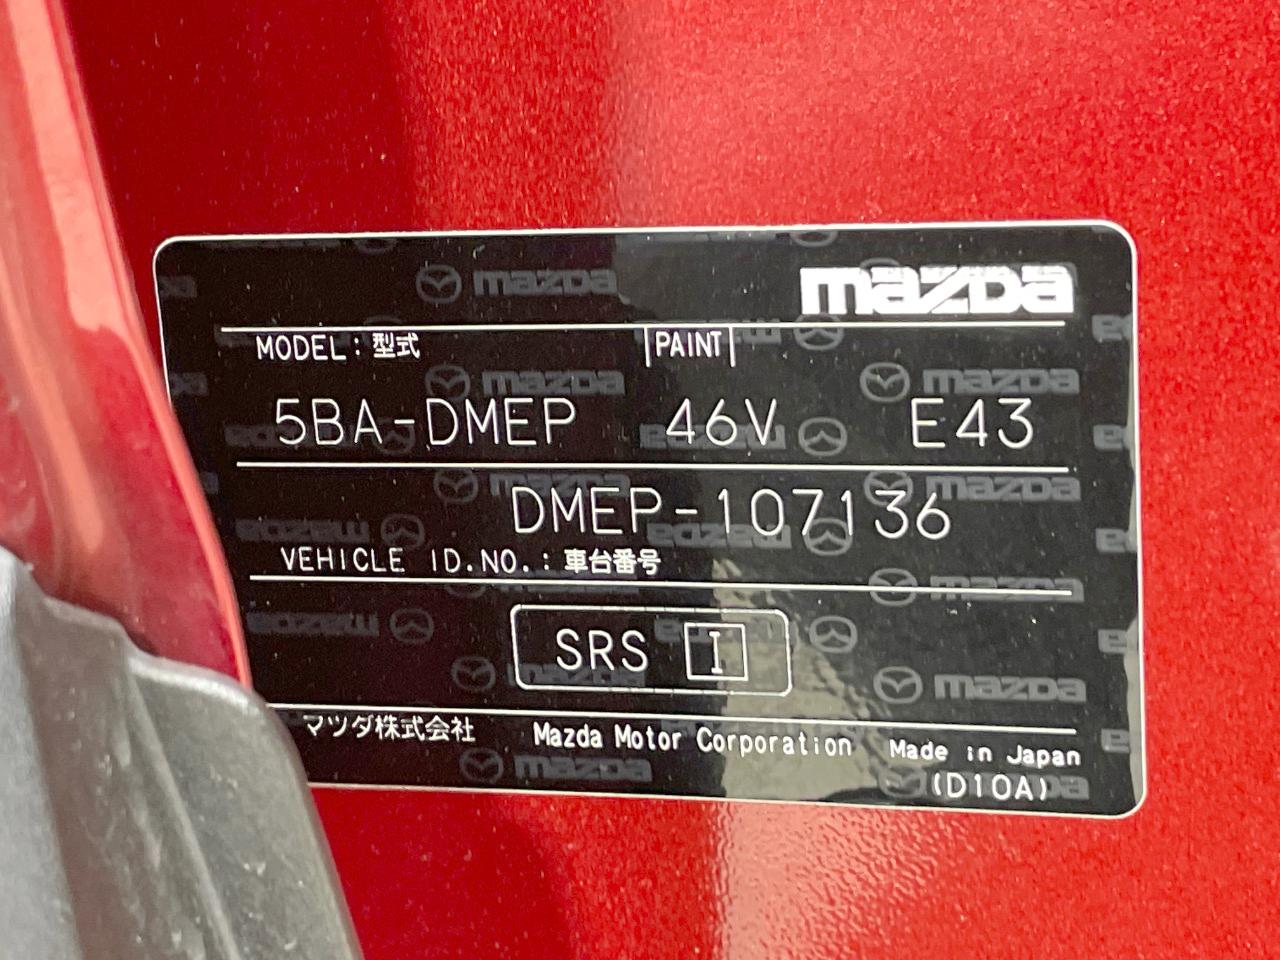 mazda
MODEL : 型式 PAINT
5BA-DMEP 46V E43
DMEP-107136
VEHICLE ID.NO. : 車台番号
SRS I
マツダ株式会社 Mazda Motor Corporation Made in Japan
(D10A)